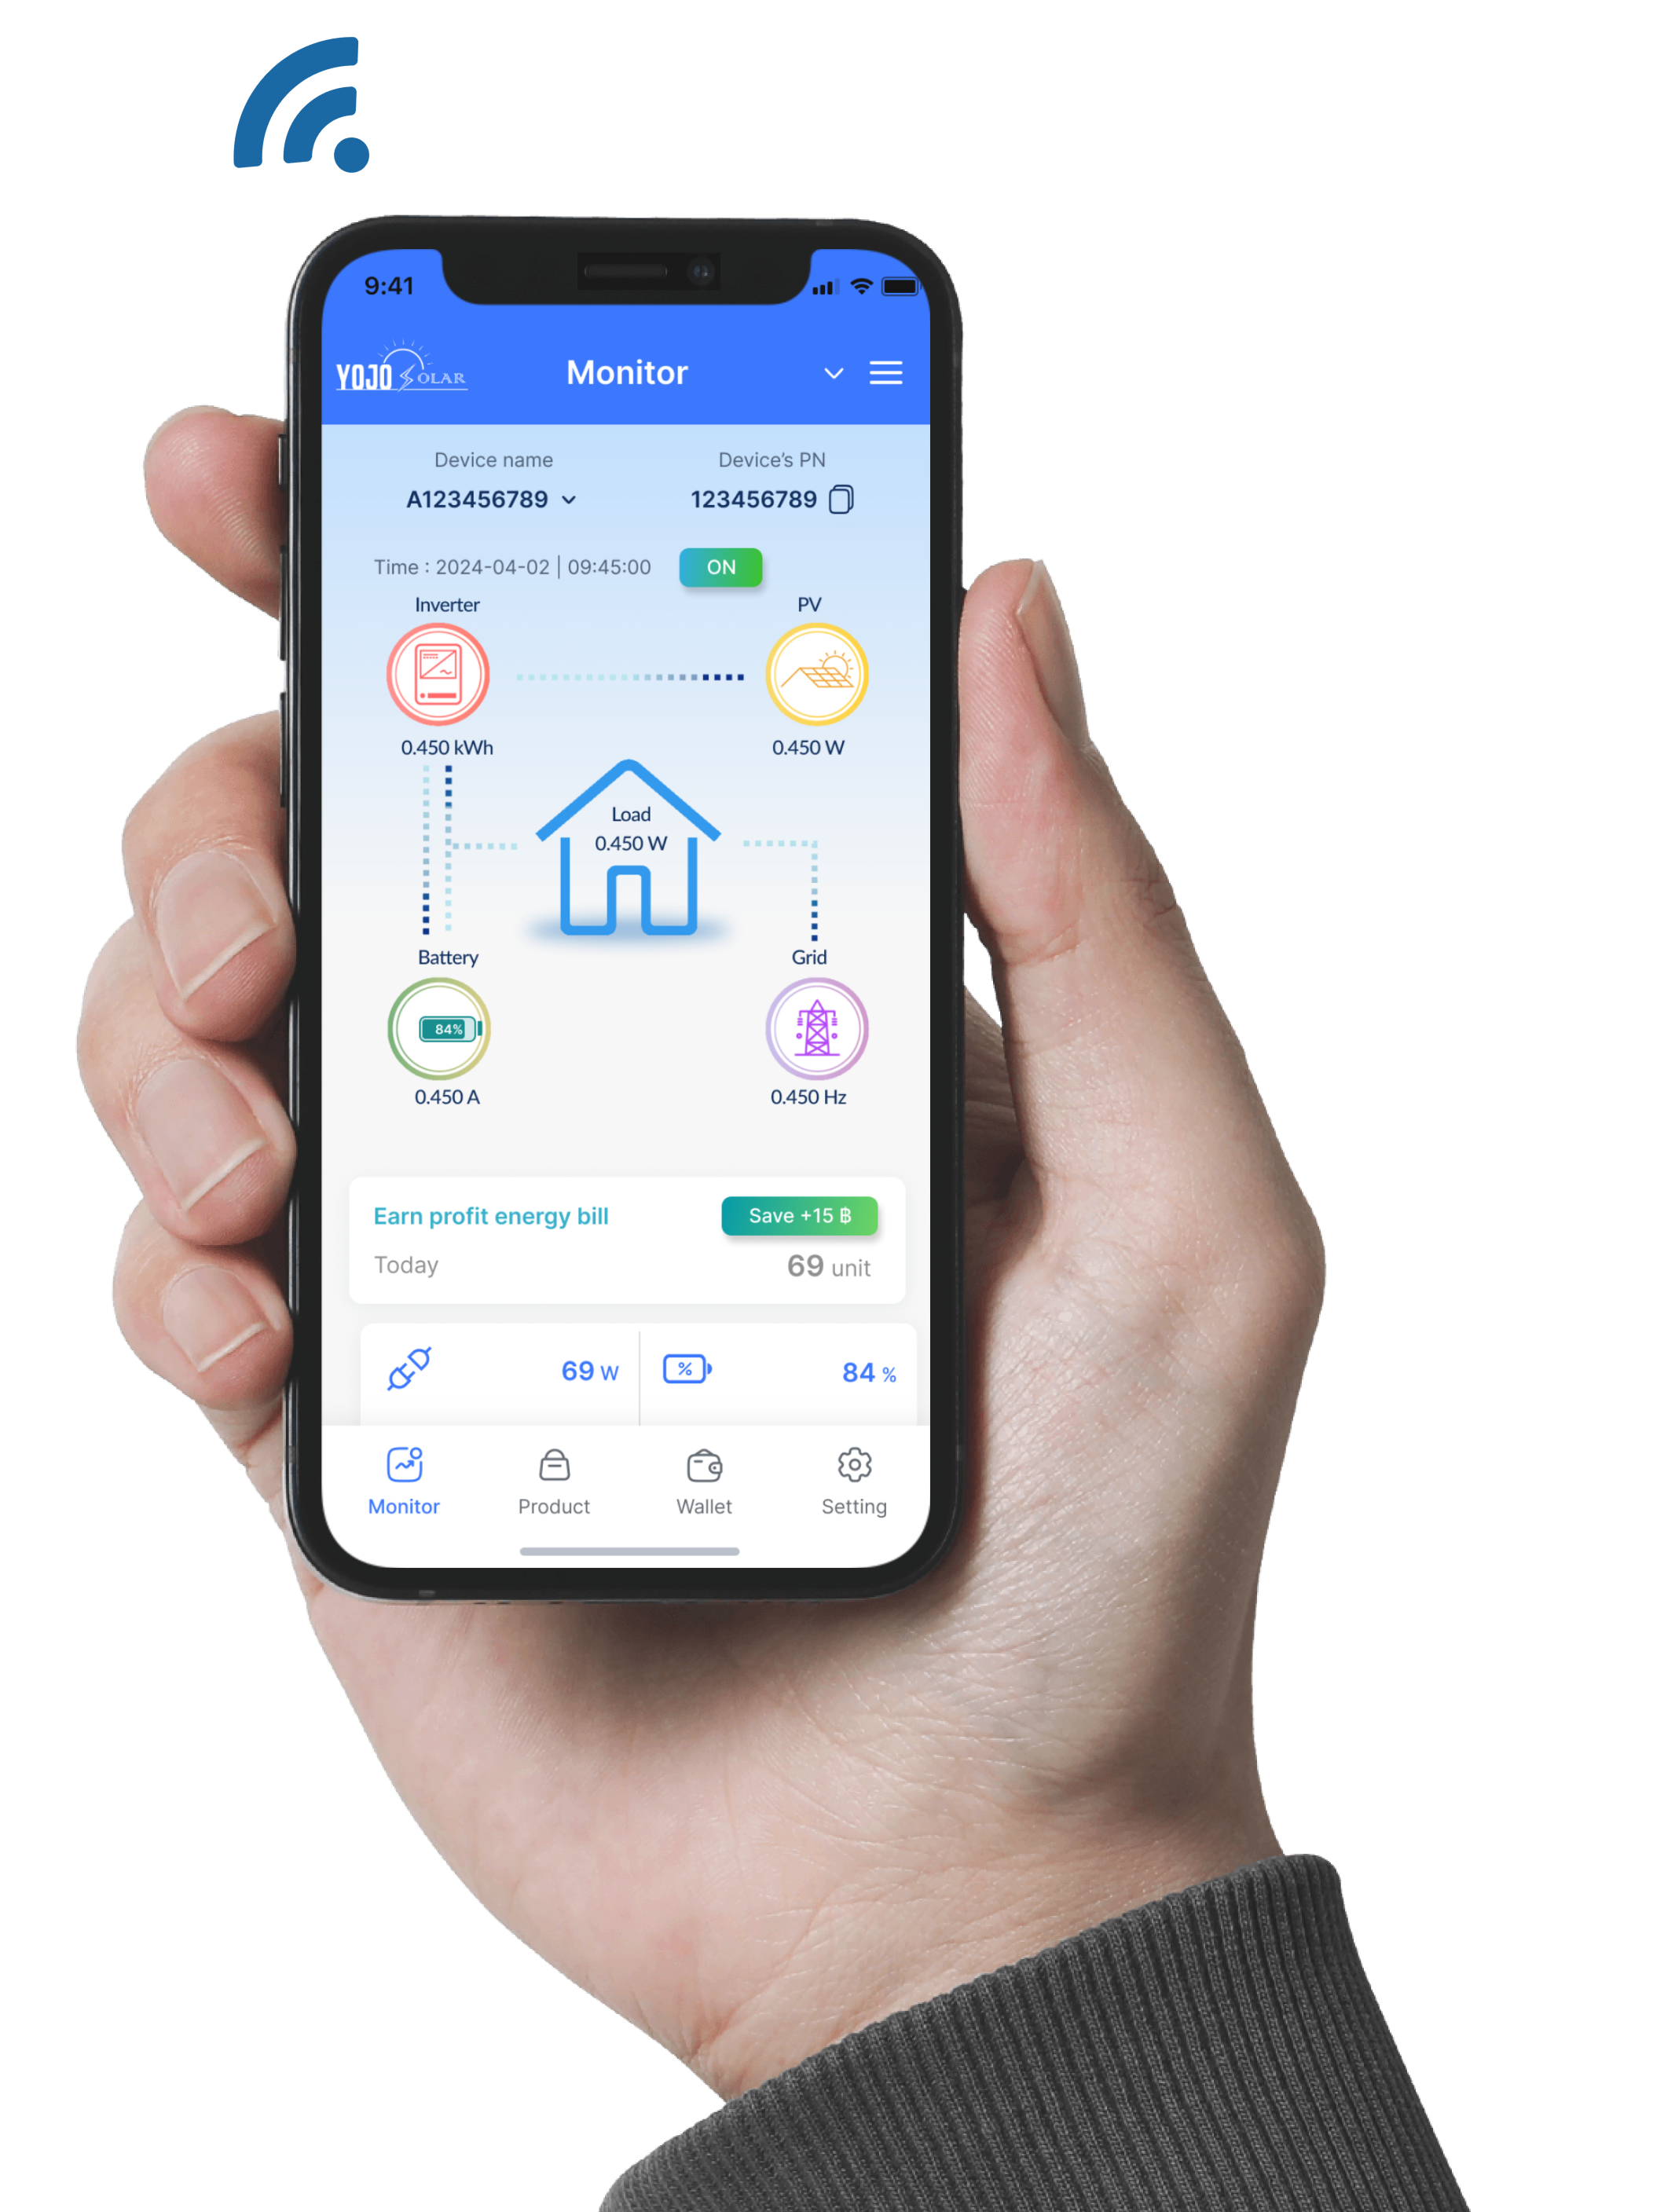 9:41
YOJO SOLAR
Monitor
Device name
Device's PN
A123456789
123456789
Time : 2024-04-02 | 09:45:00
ON
Inverter
PV
0.450 kWh
0.450 W
Load
0.450 W
Battery
Grid
84%
0.450 A
0.450 Hz
Earn profit energy bill
Save +15 ฿
Today
69 unit
69 W
%
84 %
Monitor
Product
Wallet
Setting